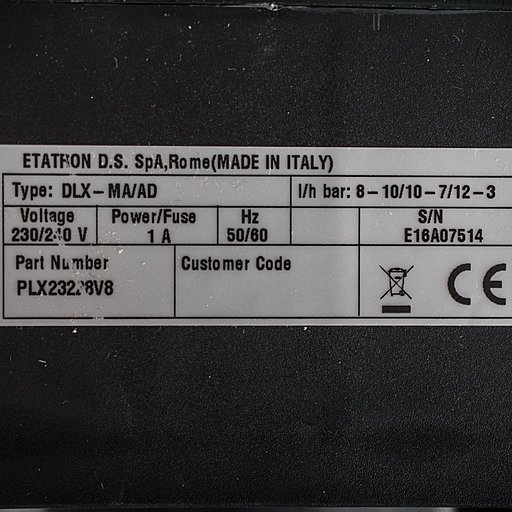 ETATRON D.S. SpA,Rome(MADE IN ITALY)
Type: DLX-MA/AD l/h bar: 8-10/10-7/12-3
Voltage Power/Fuse Hz S/N
230/240 V 1 A 50/60 E16A07514
Part Number Customer Code
CE